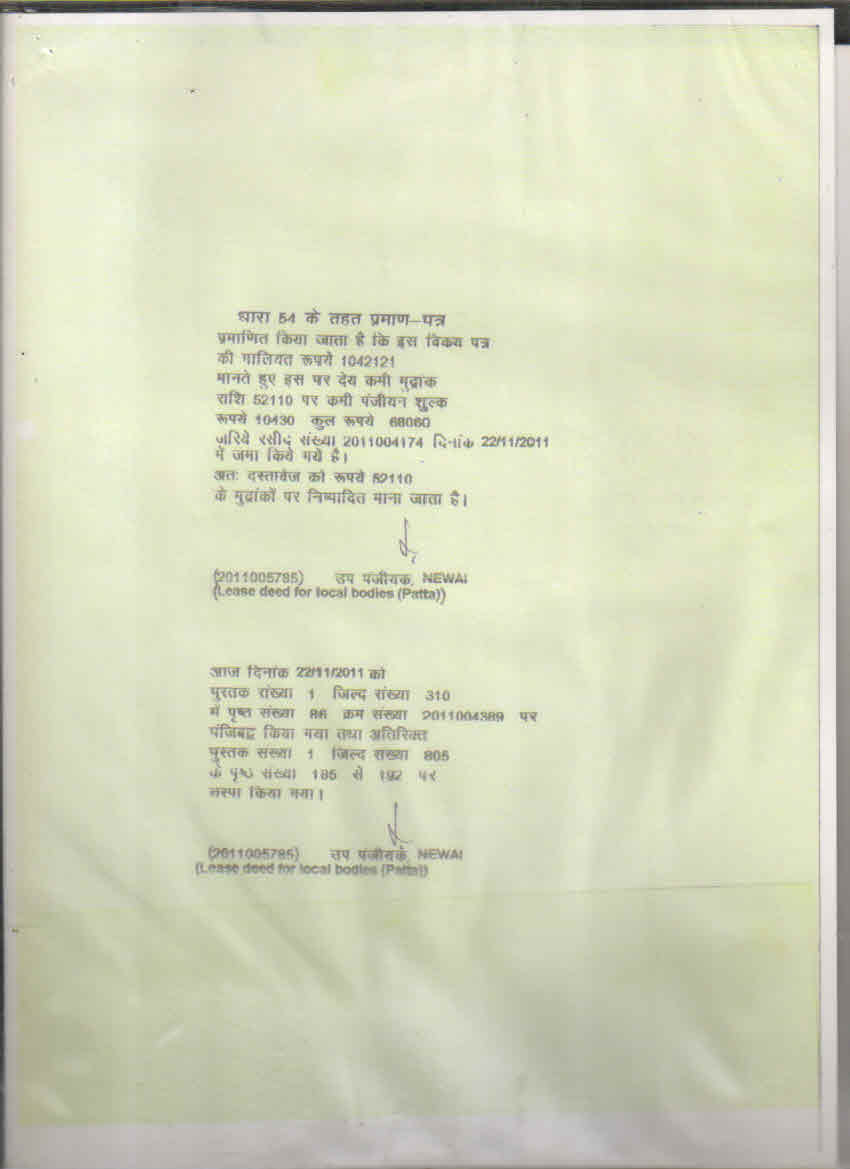 धारा 54 के तहत प्रमाण-पत्र
प्रमाणित किया जाता है कि इस विक्रय पत्र
की मालियत रूपये 1042121
मानते हुए इस पर देय कमी मुद्रांक
राशि 52110 पर कमी पंजीयन शुल्क
रूपये 10430 कुल रूपये 68060
जरिये रसीद संख्या 2011004174 दिनांक 22/11/2011
में जमा किये गये है।
अतः दस्तावेज को रूपये 52110
के मुद्रांकों पर निष्पादित माना जाता है।
(2011005785) उप पंजीयक, NEWAI
(Lease deed for local bodies (Patta))
आज दिनांक 22/11/2011 को
पुस्तक संख्या 1 जिल्द संख्या 310
में पृष्ठ संख्या 86 क्रम संख्या 2011004389 पर
पंजिबद्ध किया गया तथा अतिरिक्त
पुस्तक संख्या 1 जिल्द संख्या 805
के पृष्ठ संख्या 185 से 192 पर
चस्पा किया गया।
(2011005785) उप पंजीयक, NEWAI
(Lease deed for local bodies (Patta))